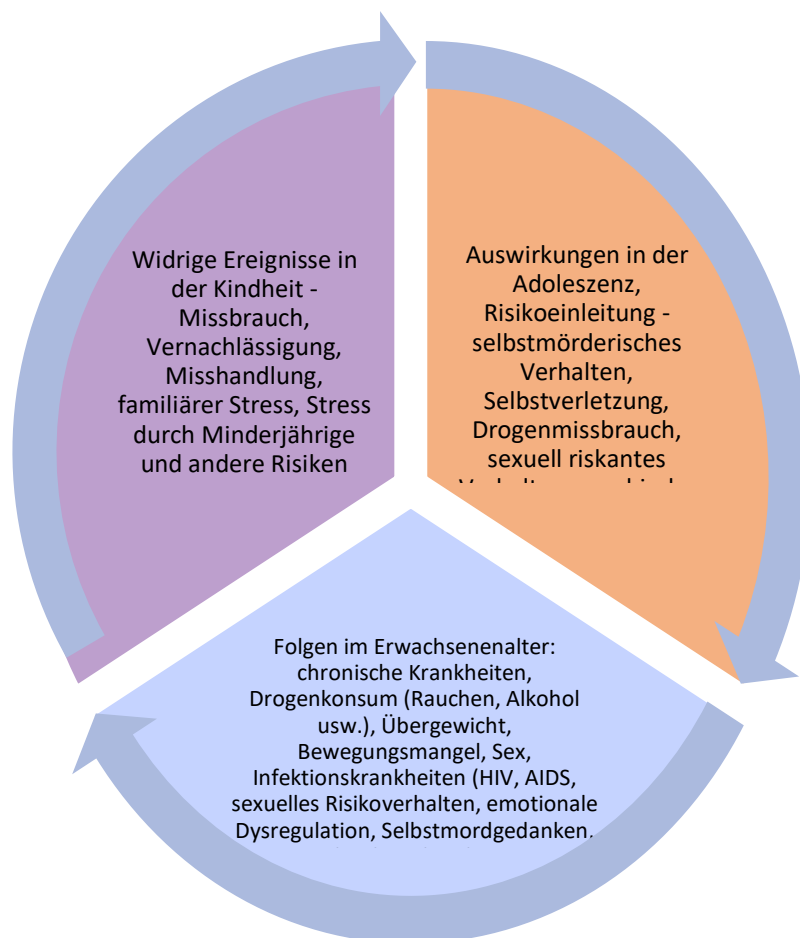 Widrige Ereignisse in
der Kindheit -
Missbrauch,
Vernachlässigung,
Misshandlung,
familiärer Stress, Stress
durch Minderjährige
und andere Risiken
Auswirkungen in der
Adoleszenz,
Risikoeinleitung -
selbstmörderisches
Verhalten,
Selbstverletzung,
Drogenmissbrauch,
sexuell riskantes
Folgen im Erwachsenenalter:
chronische Krankheiten,
Drogenkonsum (Rauchen, Alkohol
usw.), Übergewicht,
Bewegungsmangel, Sex,
Infektionskrankheiten (HIV, AIDS,
sexuelles Risikoverhalten, emotionale
Dysregulation, Selbstmordgedanken.